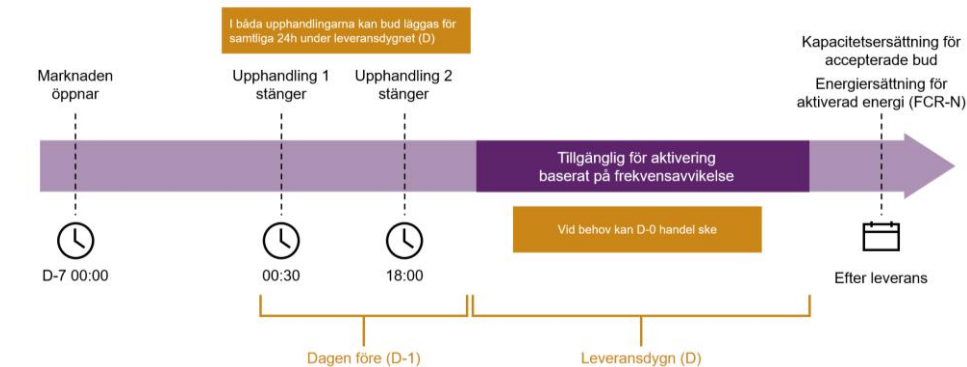 I båda upphandlingarna kan bud läggas för
samtliga 24h under leveransdygnet (D)
Kapacitetsersättning för
accepterade bud
Energiersättning för
aktiverad energi (FCR-N)
Marknaden
öppnar
Upphandling 1
stänger
Upphandling 2
stänger
Tillgänglig för aktivering
baserat på frekvensavvikelse
Vid behov kan D-0 handel ske
D-7 00:00
00:30
18:00
Efter leverans
Dagen före (D-1)
Leveransdygn (D)